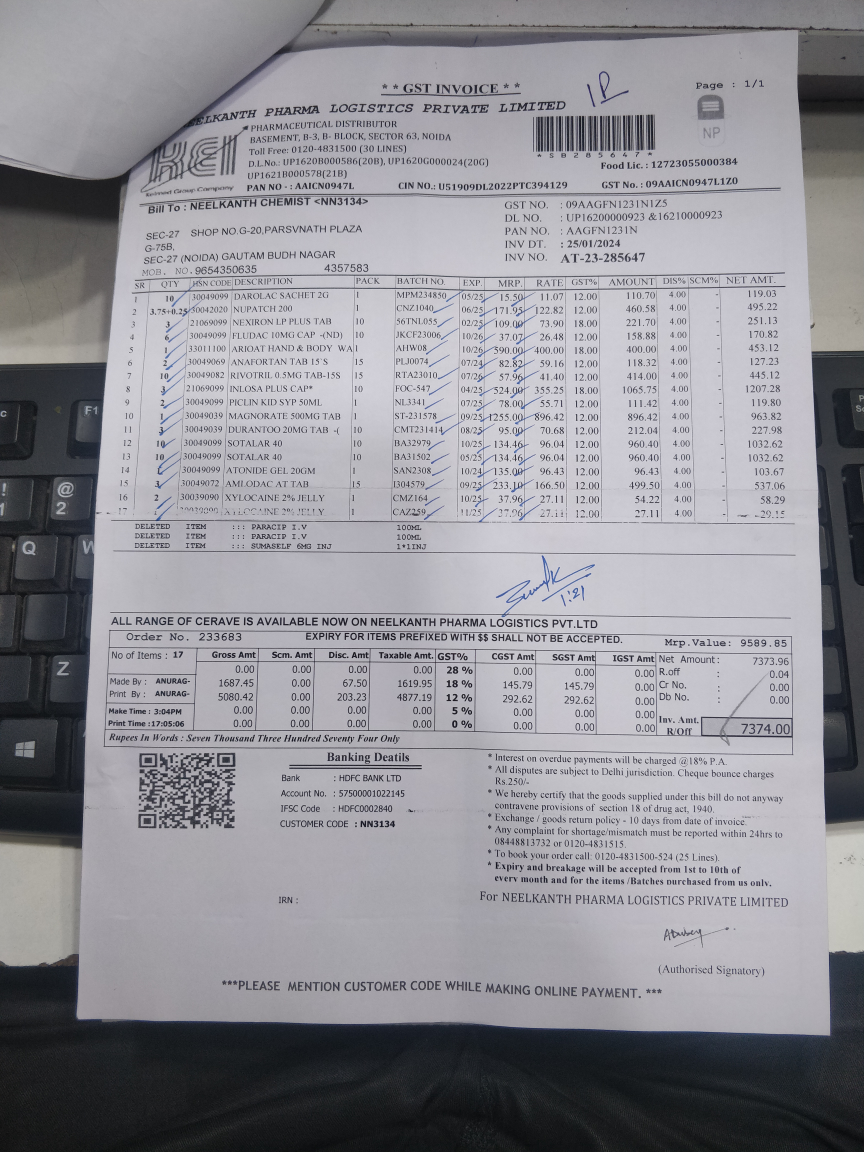 * * GST INVOICE * *
Page : 1/1
NEELKANTH PHARMA LOGISTICS PRIVATE LIMITED
PHARMACEUTICAL DISTRIBUTOR
BASEMENT, B-3, B- BLOCK, SECTOR 63, NOIDA
Toll Free: 0120-4831500 (30 LINES)
D.L.No.: UP1620B000586(20B), UP1620G000024(20G)
UP1621B000578(21B)
PAN NO - : AAICN0947L CIN NO.: U51909DL2022PTC394129 GST No. : 09AAICN0947L1Z0
NP
*SB285647*
Food Lic. : 12723055000384
Kelined Group Company
Bill To : NEELKANTH CHEMIST <NN3134>
SEC-27 SHOP NO.G-20,PARSVNATH PLAZA
G-75B,
SEC-27 (NOIDA) GAUTAM BUDH NAGAR
MOB. NO.9654350635 4357583
GST NO. : 09AAGFN1231N1Z5
DL NO. : UP16200000923 &16210000923
PAN NO. : AAGFN1231N
INV DT. : 25/01/2024
INV NO. AT-23-285647
SR QTY HSN CODE DESCRIPTION PACK BATCH NO. EXP MRP. RATE GST% AMOUNT DIS% SCM% NET AMT.
1 10 30049099 DAROLAC SACHET 2G 1 MPM234850 05/25 15.50 11.07 12.00 110.70 4.00 - 119.03
2 3.75+0.25 30042020 NUPATCH 200 1 CNZ1040 06/25 171.95 122.82 12.00 460.58 4.00 - 495.22
3 3 21069099 NEXIRON LP PLUS TAB 10 56TNL055 02/25 109.00 73.90 18.00 221.70 4.00 - 251.13
4 6 30049099 FLUDAC 10MG CAP -(ND) 10 JKCF23006 10/26 37.07 26.48 12.00 158.88 4.00 - 170.82
5 1 33011100 ARIOAT HAND & BODY WA 1 AHW08 10/26 590.00 400.00 18.00 400.00 4.00 - 453.12
6 2 30049069 ANAFORTAN TAB 15`S 15 PLJ0074 07/24 82.82 59.16 12.00 118.32 4.00 - 127.23
7 10 30049082 RIVOTRIL 0.5MG TAB-15S 15 RTA23010 07/26 57.96 41.40 12.00 414.00 4.00 - 445.12
8 3 21069099 INLOSA PLUS CAP* 10 FOC-547 04/25 524.00 355.25 18.00 1065.75 4.00 - 1207.28
9 2 30049099 PICLIN KID SYP 50ML 1 NL3341 07/25 78.00 55.71 12.00 111.42 4.00 - 119.80
10 1 30049039 MAGNORATE 500MG TAB 1 ST-231578 09/25 1255.00 896.42 12.00 896.42 4.00 - 963.82
11 3 30049039 DURANTOO 20MG TAB -( 10 CMT231414 08/25 95.00 70.68 12.00 212.04 4.00 - 227.98
12 10 30049099 SOTALAR 40 10 BA32979 10/25 134.46 96.04 12.00 960.40 4.00 - 1032.62
13 10 30049099 SOTALAR 40 10 BA31502 05/25 134.46 96.04 12.00 960.40 4.00 - 1032.62
14 1 30049099 ATONIDE GEL 20GM 1 SAN2308 10/24 135.00 96.43 12.00 96.43 4.00 - 103.67
15 3 30049072 AMLODAC AT TAB 15 I304579 09/25 233.10 166.50 12.00 499.50 4.00 - 537.06
16 2 30039090 XYLOCAINE 2% JELLY 1 CMZ164 10/25 37.96 27.11 12.00 54.22 4.00 - 58.29
17 30039090 XYLOCAINE 2% JELLY 1 CAZ259 11/25 37.96 27.11 12.00 27.11 4.00 - 29.15
DELETED ITEM ::: PARACIP I.V 100ML
DELETED ITEM ::: PARACIP I.V 100ML
DELETED ITEM ::: SUMASELF 6MG INJ 1*1INJ
1:21
ALL RANGE OF CERAVE IS AVAILABLE NOW ON NEELKANTH PHARMA LOGISTICS PVT.LTD
Order No. 233683 EXPIRY FOR ITEMS PREFIXED WITH $$ SHALL NOT BE ACCEPTED. Mrp.Value: 9589.85
No of Items : 17 Gross Amt Scm. Amt Disc. Amt Taxable. Amt GST% CGST Amt SGST Amt IGST Amt Net Amount: 7373.96
0.00 0.00 0.00 0.00 28 % 0.00 0.00 0.00 R.off : 0.04
Made By : ANURAG- 1687.45 0.00 67.50 1619.95 18 % 145.79 145.79 0.00 Cr No. : 0.00
Print By : ANURAG- 5080.42 0.00 203.23 4877.19 12 % 292.62 292.62 0.00 Db No. : 0.00
Make Time : 3:04PM 0.00 0.00 0.00 0.00 5 % 0.00 0.00 0.00
Print Time :17:05:06 0.00 0.00 0.00 0.00 0 % 0.00 0.00 0.00
Inv. Amt. R/Off 7374.00
Rupees In Words : Seven Thousand Three Hundred Seventy Four Only
Banking Deatils
Bank : HDFC BANK LTD
Account No. : 57500001022145
IFSC Code : HDFC0002840
CUSTOMER CODE : NN3134
IRN :
* Interest on overdue payments will be charged @18% P.A.
* All disputes are subject to Delhi jurisdiction. Cheque bounce charges
Rs.250/-
* We hereby certify that the goods supplied under this bill do not anyway
contravene provisions of section 18 of drug act, 1940.
* Exchange / goods return policy - 10 days from date of invoice.
* Any complaint for shortage/mismatch must be reported within 24hrs to
08448813732 or 0120-4831515.
* To book your order call: 0120-4831500-524 (25 Lines).
* Expiry and breakage will be accepted from 1st to 10th of
every month and for the items /Batches purchased from us only.
For NEELKANTH PHARMA LOGISTICS PRIVATE LIMITED
(Authorised Signatory)
***PLEASE MENTION CUSTOMER CODE WHILE MAKING ONLINE PAYMENT. ***
F1
@
2
Q
W
Z